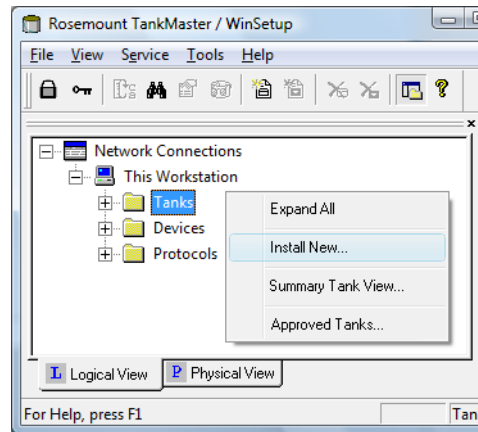 Rosemount TankMaster / WinSetup
File View Service Tools Help
Network Connections
This Workstation
Tanks
Devices
Protocols
Expand All
Install New...
Summary Tank View...
Approved Tanks...
L Logical View P Physical View
For Help, press F1 Tan